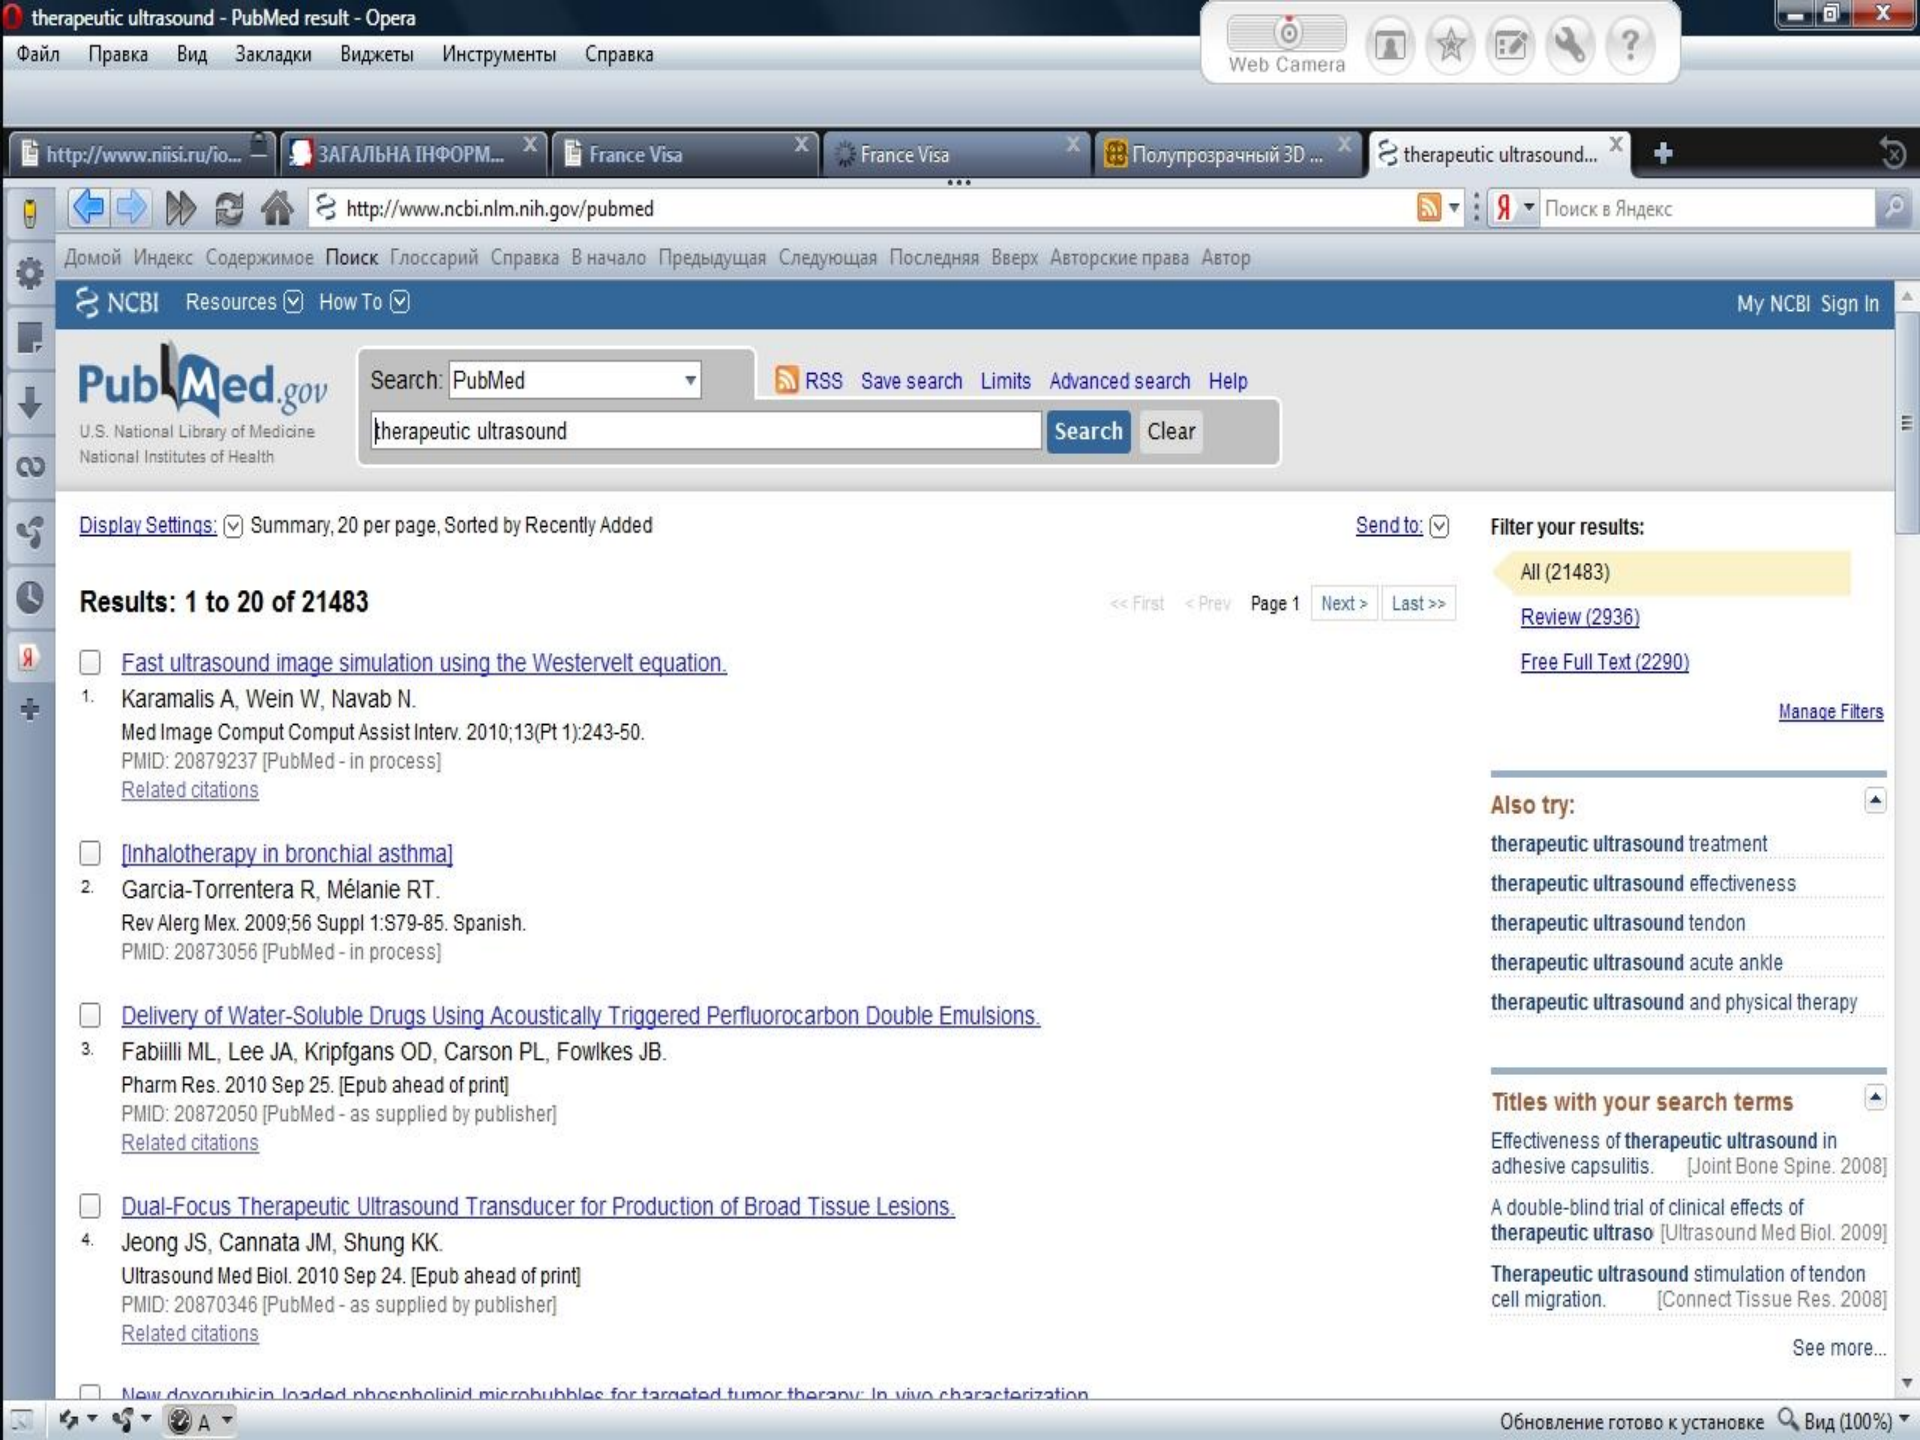 therapeutic ultrasound - PubMed result - Opera
Файл Правка Вид Закладки Виджеты Инструменты Справка
Web Camera
http://www.niisi.ru/io... ЗАГАЛЬНА ІНФОРМ... France Visa France Visa Полупрозрачный 3D ... therapeutic ultrasound...
http://www.ncbi.nlm.nih.gov/pubmed Поиск в Яндекс
Домой Индекс Содержимое Поиск Глоссарий Справка В начало Предыдущая Следующая Последняя Вверх Авторские права Автор
NCBI Resources How To My NCBI Sign In
PubMed.gov
U.S. National Library of Medicine
National Institutes of Health
Search: PubMed
RSS Save search Limits Advanced search Help
therapeutic ultrasound Search Clear
Display Settings: Summary, 20 per page, Sorted by Recently Added Send to:
Results: 1 to 20 of 21483 << First < Prev Page 1 Next > Last >>
Fast ultrasound image simulation using the Westervelt equation.
1. Karamalis A, Wein W, Navab N.
Med Image Comput Comput Assist Interv. 2010;13(Pt 1):243-50.
PMID: 20879237 [PubMed - in process]
Related citations
[Inhalotherapy in bronchial asthma]
2. Garcia-Torrentera R, Mélanie RT.
Rev Alerg Mex. 2009;56 Suppl 1:S79-85. Spanish.
PMID: 20873056 [PubMed - in process]
Delivery of Water-Soluble Drugs Using Acoustically Triggered Perfluorocarbon Double Emulsions.
3. Fabiilli ML, Lee JA, Kripfgans OD, Carson PL, Fowlkes JB.
Pharm Res. 2010 Sep 25. [Epub ahead of print]
PMID: 20872050 [PubMed - as supplied by publisher]
Related citations
Dual-Focus Therapeutic Ultrasound Transducer for Production of Broad Tissue Lesions.
4. Jeong JS, Cannata JM, Shung KK.
Ultrasound Med Biol. 2010 Sep 24. [Epub ahead of print]
PMID: 20870346 [PubMed - as supplied by publisher]
Related citations
New doxorubicin loaded phospholipid microbubbles for targeted tumor therapy: In vivo characterization
Filter your results:
All (21483)
Review (2936)
Free Full Text (2290)
Manage Filters
Also try:
therapeutic ultrasound treatment
therapeutic ultrasound effectiveness
therapeutic ultrasound tendon
therapeutic ultrasound acute ankle
therapeutic ultrasound and physical therapy
Titles with your search terms
Effectiveness of therapeutic ultrasound in
adhesive capsulitis. [Joint Bone Spine. 2008]
A double-blind trial of clinical effects of
therapeutic ultraso [Ultrasound Med Biol. 2009]
Therapeutic ultrasound stimulation of tendon
cell migration. [Connect Tissue Res. 2008]
See more...
A Обновление готово к установке Вид (100%)